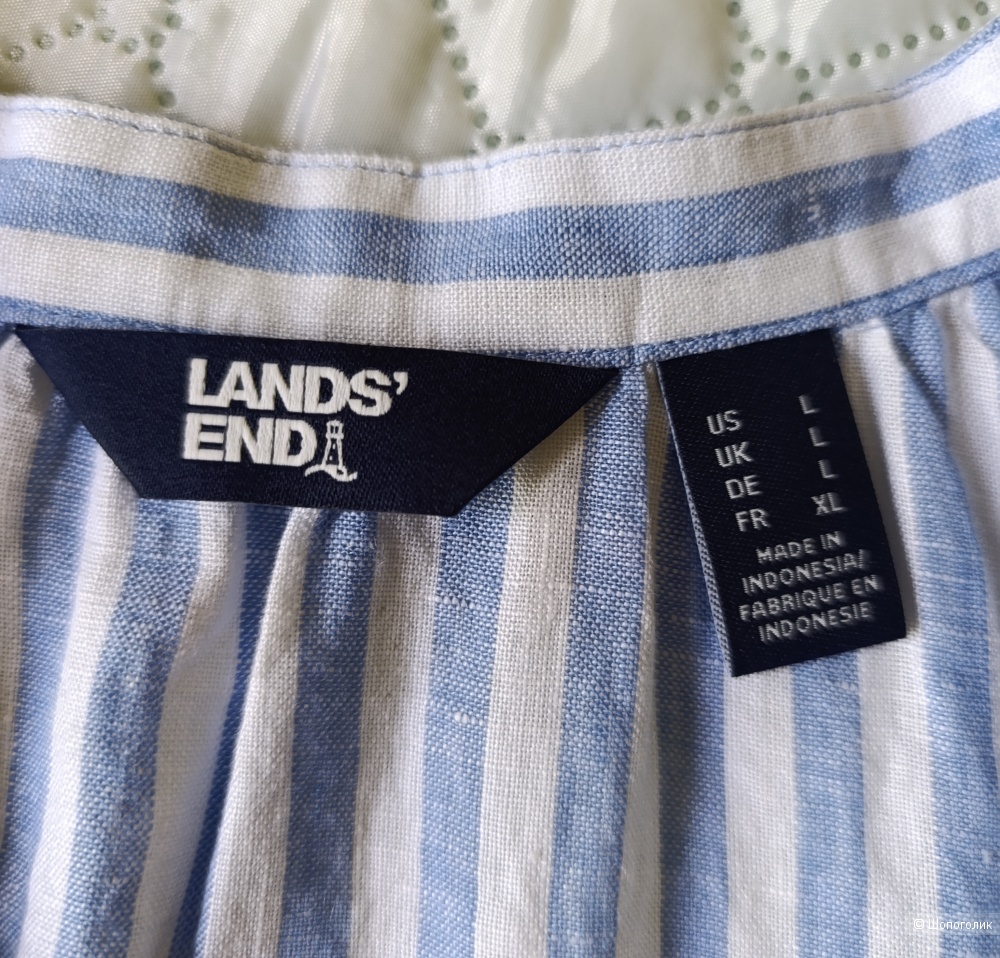 LANDS'
END
US L
UK L
DE L
FR XL
MADE IN
INDONESIA/
FABRIQUE EN
INDONESIE
© Шопоголик